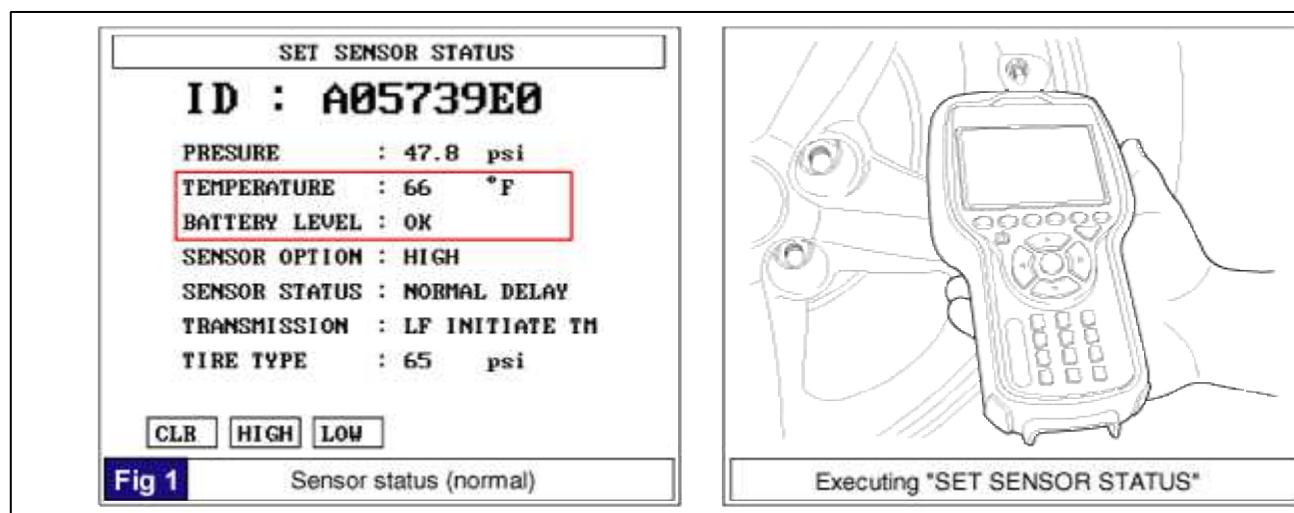 SET SENSOR STATUS
ID : A05739E0
PRESURE : 47.8 psi
TEMPERATURE : 66 °F
BATTERY LEVEL : OK
SENSOR OPTION : HIGH
SENSOR STATUS : NORMAL DELAY
TRANSMISSION : LF INITIATE TM
TIRE TYPE : 65 psi
CLR HIGH LOW
Fig 1 Sensor status (normal)
Executing "SET SENSOR STATUS"